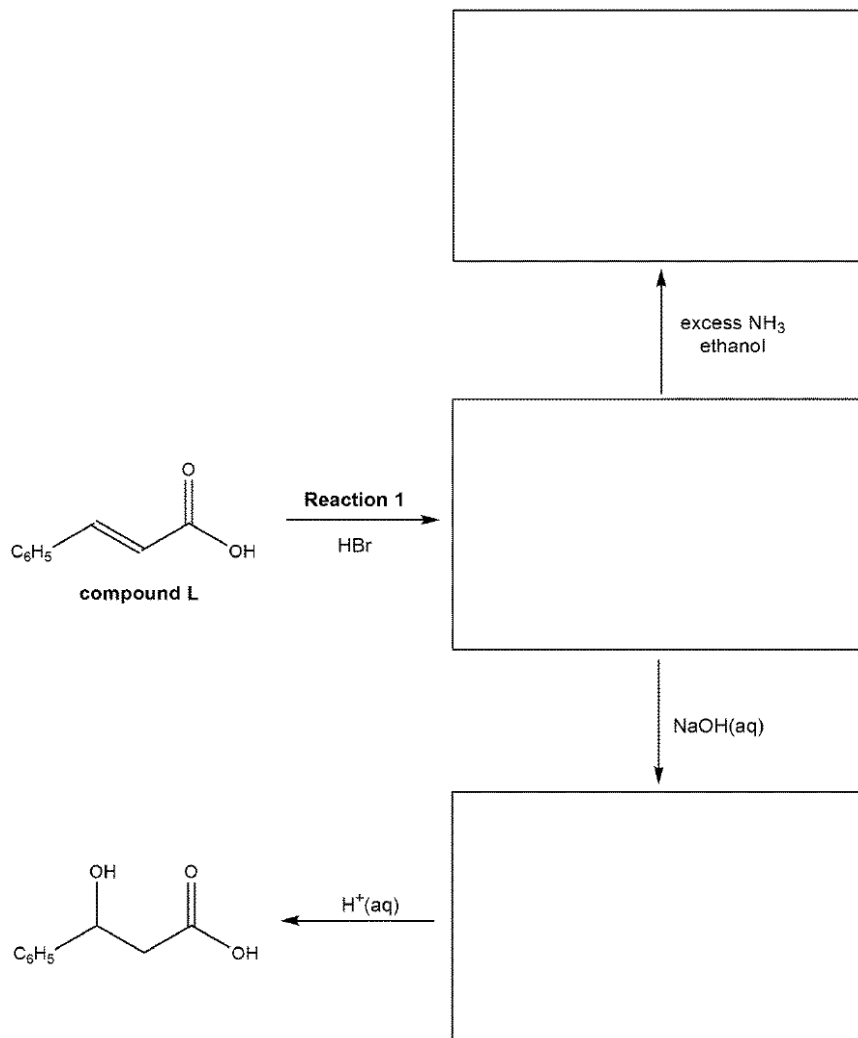 excess NH₃
ethanol
O
Reaction 1
C₆H₅
OH
HBr
compound L
NaOH(aq)
OH
O
H⁺(aq)
C₆H₅
OH